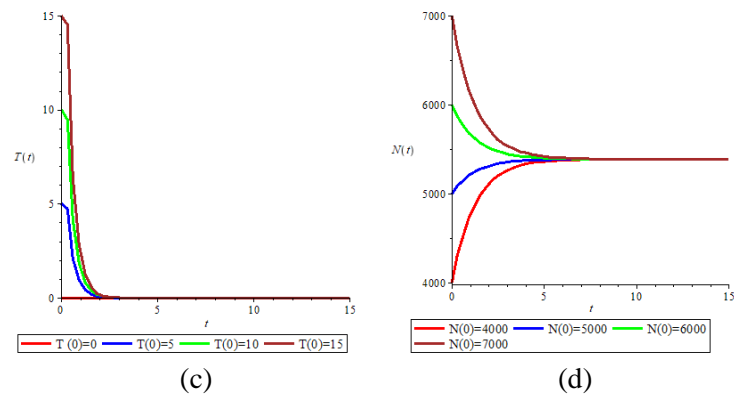 15
10
T(t)
5
0
0 5 10 15
t
T (0)=0 T(0)=5 T(0)=10 T(0)=15
(c)
7000
6000
N(t)
5000
4000
0 5 10 15
t
N(0)=4000 N(0)=5000 N(0)=6000
N(0)=7000
(d)